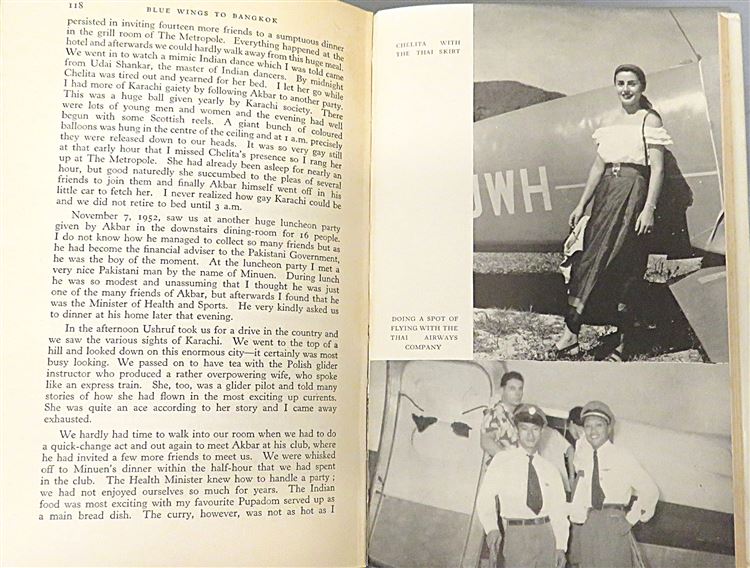 118
BLUE WINGS TO BANGKOK
persisted in inviting fourteen more friends to a sumptuous dinner
in the grill room of The Metropole. Everything happened at the
hotel and afterwards we could hardly walk away from this huge meal.
We went in to watch a mimic Indian dance which I was told came
from Udai Shankar, the master of Indian dancers. By midnight
Chelita was tired out and yearned for her bed. I let her go while
I had more of Karachi gaiety by following Akbar to another party.
This was a huge ball given yearly by Karachi society. There
were lots of young men and women and the evening had well
begun with some Scottish reels. A giant bunch of coloured
balloons was hung in the centre of the ceiling and at 1 a.m. precisely
they were released down to our heads. It was so very gay still
at that early hour that I missed Chelita's presence so I rang her
up at The Metropole. She had already been asleep for nearly an
hour, but good naturedly she succumbed to the pleas of several
friends to join them and finally Akbar himself went off in his
little car to fetch her. I never realized how gay Karachi could be
and we did not retire to bed until 3 a.m.
November 7, 1952, saw us at another huge luncheon party
given by Akbar in the downstairs dining-room for 16 people.
I do not know how he managed to collect so many friends but as
he had become the financial adviser to the Pakistani Government,
he was the boy of the moment. At the luncheon party I met a
very nice Pakistani man by the name of Minuen. During lunch
he was so modest and unassuming that I thought he was just
one of the many friends of Akbar, but afterwards I found that he
was the Minister of Health and Sports. He very kindly asked us
to dinner at his home later that evening.
In the afternoon Ushruf took us for a drive in the country and
we saw the various sights of Karachi. We went to the top of a
hill and looked down on this enormous city—it certainly was most
busy looking. We passed on to have tea with the Polish glider
instructor who produced a rather overpowering wife, who spoke
like an express train. She, too, was a glider pilot and told many
stories of how she had flown in the most exciting up currents.
She was quite an ace according to her story and I came away
exhausted.
We hardly had time to walk into our room when we had to do
a quick-change act and out again to meet Akbar at his club, where
he had invited a few more friends to meet us. We were whisked
off to Minuen's dinner within the half-hour that we had spent
in the club. The Health Minister knew how to handle a party;
we had not enjoyed ourselves so much for years. The Indian
food was most exciting with my favourite Pupadom served up as
a main bread dish. The curry, however, was not as hot as I
CHELITA WITH
THE THAI SKIRT
JWH
DOING A SPOT OF
FLYING WITH THE
THAI AIRWAYS
COMPANY